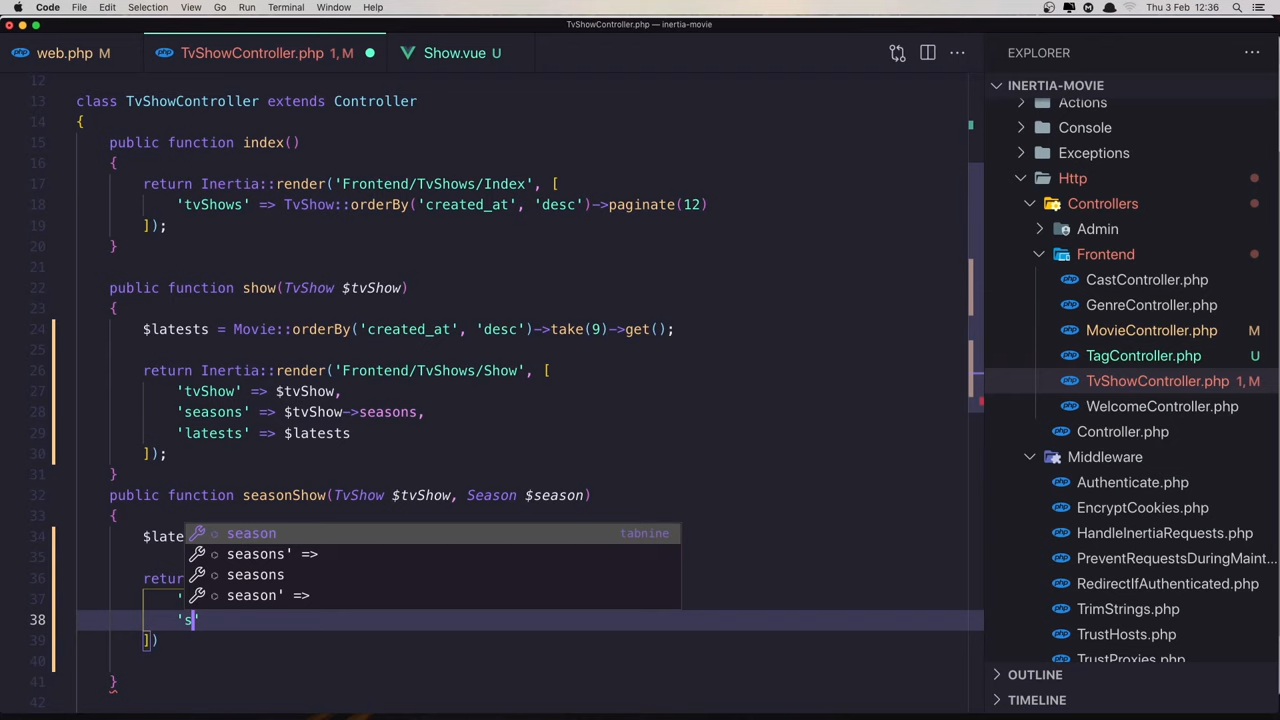 Code File Edit Selection View Go Run Terminal Window Help Thu 3 Feb 12:36
TvShowController.php — inertia-movie
web.php M TvShowController.php 1, M Show.vue U
12
13 class TvShowController extends Controller
14 {
15 public function index()
16 {
17 return Inertia::render('Frontend/TvShows/Index', [
18 'tvShows' => TvShow::orderBy('created_at', 'desc')->paginate(12)
19 ]);
20 }
21
22 public function show(TvShow $tvShow)
23 {
24 $latests = Movie::orderBy('created_at', 'desc')->take(9)->get();
25
26 return Inertia::render('Frontend/TvShows/Show', [
27 'tvShow' => $tvShow,
28 'seasons' => $tvShow->seasons,
29 'latests' => $latests
30 ]);
31 }
32 public function seasonShow(TvShow $tvShow, Season $season)
33 {
34 $late
35
36 retur
37 '
38 's'
39 ])
40
41 }
42
season tabnine
seasons' =>
seasons
season' =>
EXPLORER
INERTIA-MOVIE
Actions
Console
Exceptions
Http
Controllers
Admin
Frontend
CastController.php
GenreController.php
MovieController.php M
TagController.php U
TvShowController.php 1, M
WelcomeController.php
Controller.php
Middleware
Authenticate.php
EncryptCookies.php
HandleInertiaRequests.php
PreventRequestsDuringMaint...
RedirectIfAuthenticated.php
TrimStrings.php
TrustHosts.php
TrustProxies.php
OUTLINE
TIMELINE